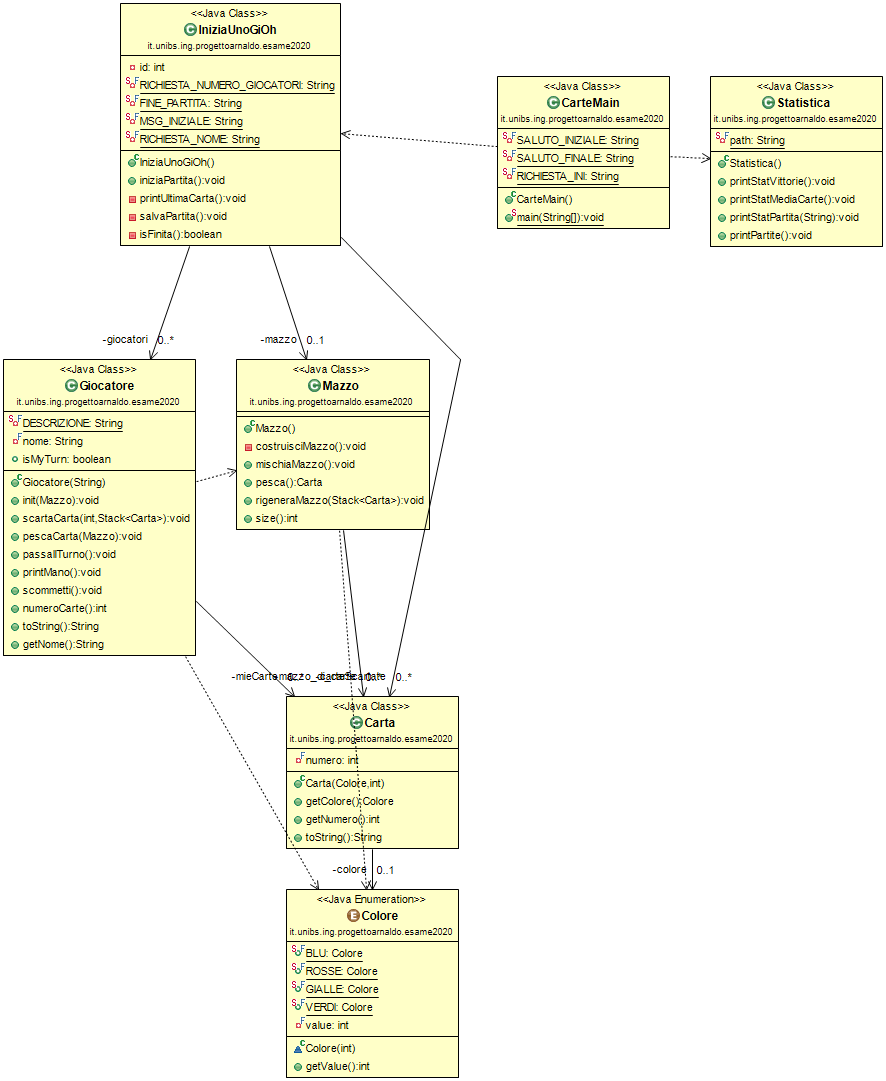 <<Java Class>>
IniziaUnoGiOh
it.unibs.ing.progettoarnaldo.esame2020
id: int
RICHIESTA_NUMERO_GIOCATORI: String
FINE_PARTITA: String
MSG_INIZIALE: String
RICHIESTA_NOME: String
IniziaUnoGiOh()
iniziaPartita():void
printUltimaCarta():void
salvaPartita():void
isFinita():boolean
<<Java Class>>
CarteMain
it.unibs.ing.progettoarnaldo.esame2020
SALUTO_INIZIALE: String
SALUTO_FINALE: String
RICHIESTA_INI: String
CarteMain()
main(String[]):void
<<Java Class>>
Statistica
it.unibs.ing.progettoarnaldo.esame2020
path: String
Statistica()
printStatVittorie():void
printStatMediaCarte():void
printStatPartita(String):void
printPartite():void
-giocatori 0..*
-mazzo 0..1
<<Java Class>>
Giocatore
it.unibs.ing.progettoarnaldo.esame2020
DESCRIZIONE: String
nome: String
isMyTurn: boolean
Giocatore(String)
init(Mazzo):void
scartaCarta(int,Stack<Carta>):void
pescaCarta(Mazzo):void
passaIlTurno():void
printMano():void
scommetti():void
numeroCarte():int
toString():String
getNome():String
<<Java Class>>
Mazzo
it.unibs.ing.progettoarnaldo.esame2020
Mazzo()
costruisciMazzo():void
mischiaMazzo():void
pesca():Carta
rigeneraMazzo(Stack<Carta>):void
size():int
-mieCarte 0..*
0..*
0..*
<<Java Class>>
Carta
it.unibs.ing.progettoarnaldo.esame2020
numero: int
Carta(Colore,int)
getColore():Colore
getNumero():int
toString():String
-colore 0..1
<<Java Enumeration>>
Colore
it.unibs.ing.progettoarnaldo.esame2020
BLU: Colore
ROSSE: Colore
GIALLE: Colore
VERDI: Colore
value: int
Colore(int)
getValue():int